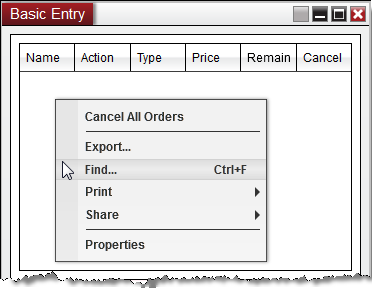 Basic Entry
Name Action Type Price Remain Cancel
Cancel All Orders
Export...
Find... Ctrl+F
Print
Share
Properties